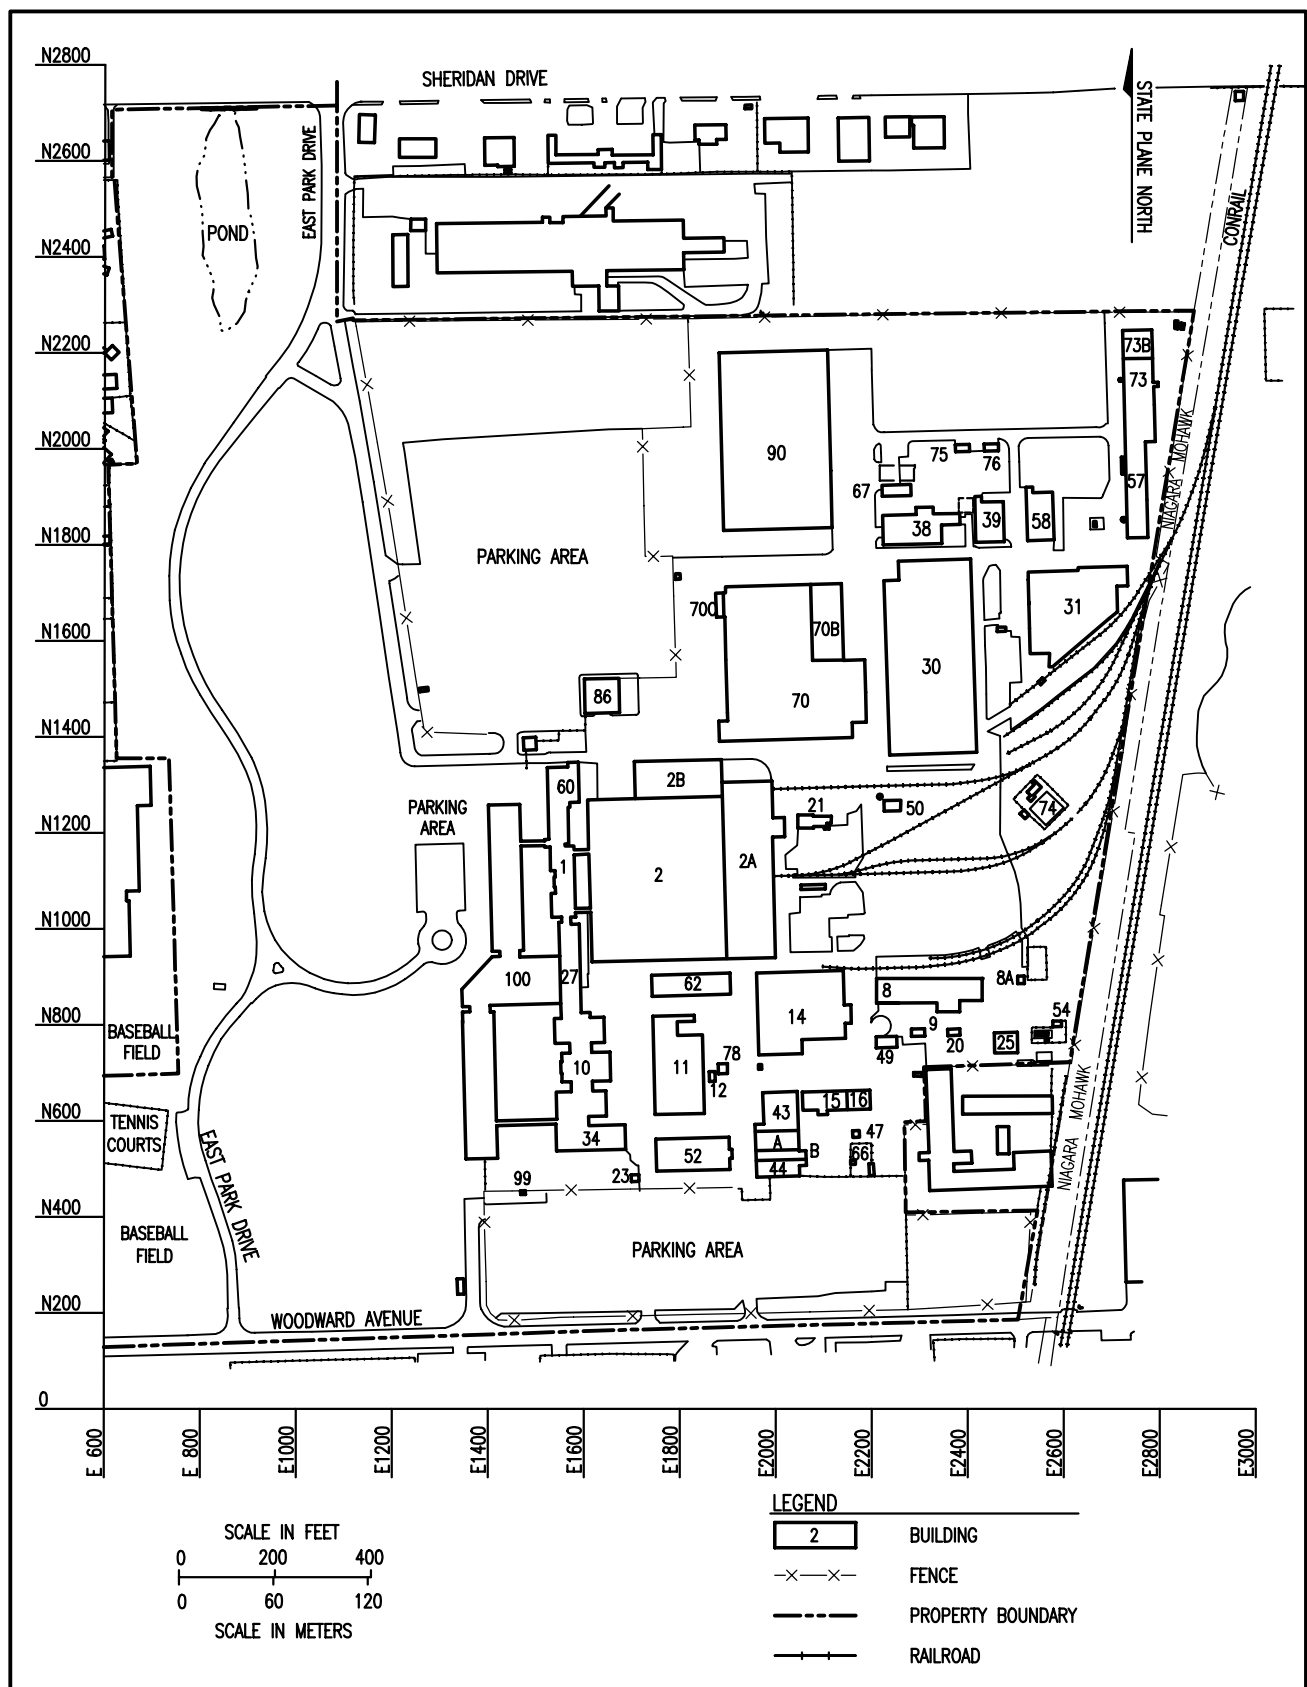 N2800
SHERIDAN DRIVE
STATE PLANE NORTH
N2600
EAST PARK DRIVE
CONRAIL
POND
N2400
N2200
73B
73
NIAGARA MOHAWK
N2000
90
75
76
67
57
38
39
58
N1800
PARKING AREA
70C
70B
31
N1600
30
86
70
N1400
60
2B
PARKING
AREA
21
50
74
N1200
1
2
2A
N1000
100
27
62
8
8A
N800
BASEBALL
FIELD
14
9
20
25
54
49
10
11
78
12
N600
TENNIS
COURTS
EAST PARK DRIVE
NIAGARA MOHAWK
43
15
16
34
A
B
47
52
44
66
99
23
N400
BASEBALL
FIELD
PARKING AREA
N200
WOODWARD AVENUE
0
E 600
E 800
E1000
E1200
E1400
E1600
E1800
E2000
E2200
E2400
E2600
E2800
E3000
SCALE IN FEET
0 200 400
0 60 120
SCALE IN METERS
LEGEND
2 BUILDING
FENCE
PROPERTY BOUNDARY
RAILROAD